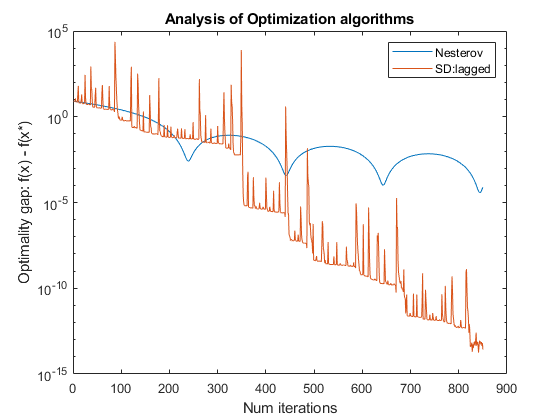 Analysis of Optimization algorithms
10^5
10^0
10^-5
10^-10
10^-15
Optimality gap: f(x) - f(x*)
Nesterov
SD:lagged
0 100 200 300 400 500 600 700 800 900
Num iterations